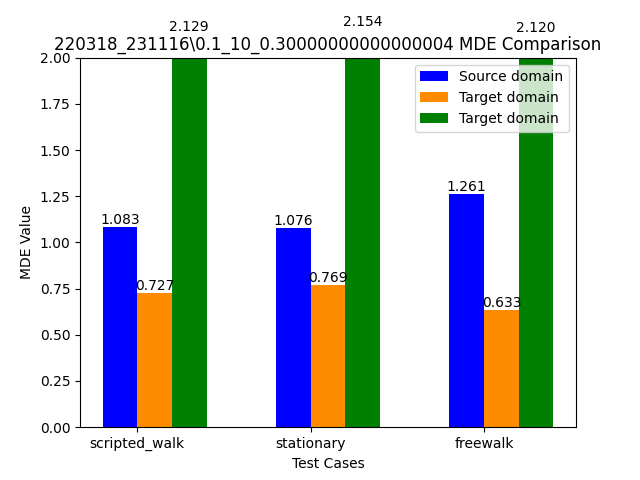 2.129
2.154
2.120
220318_231116\0.1_10_0.30000000000000004 MDE Comparison
2.00
1.75
1.50
1.25
1.00
0.75
0.50
0.25
0.00
MDE Value
Source domain
Target domain
Target domain
1.083
0.727
1.076
0.769
1.261
0.633
scripted_walk
stationary
freewalk
Test Cases